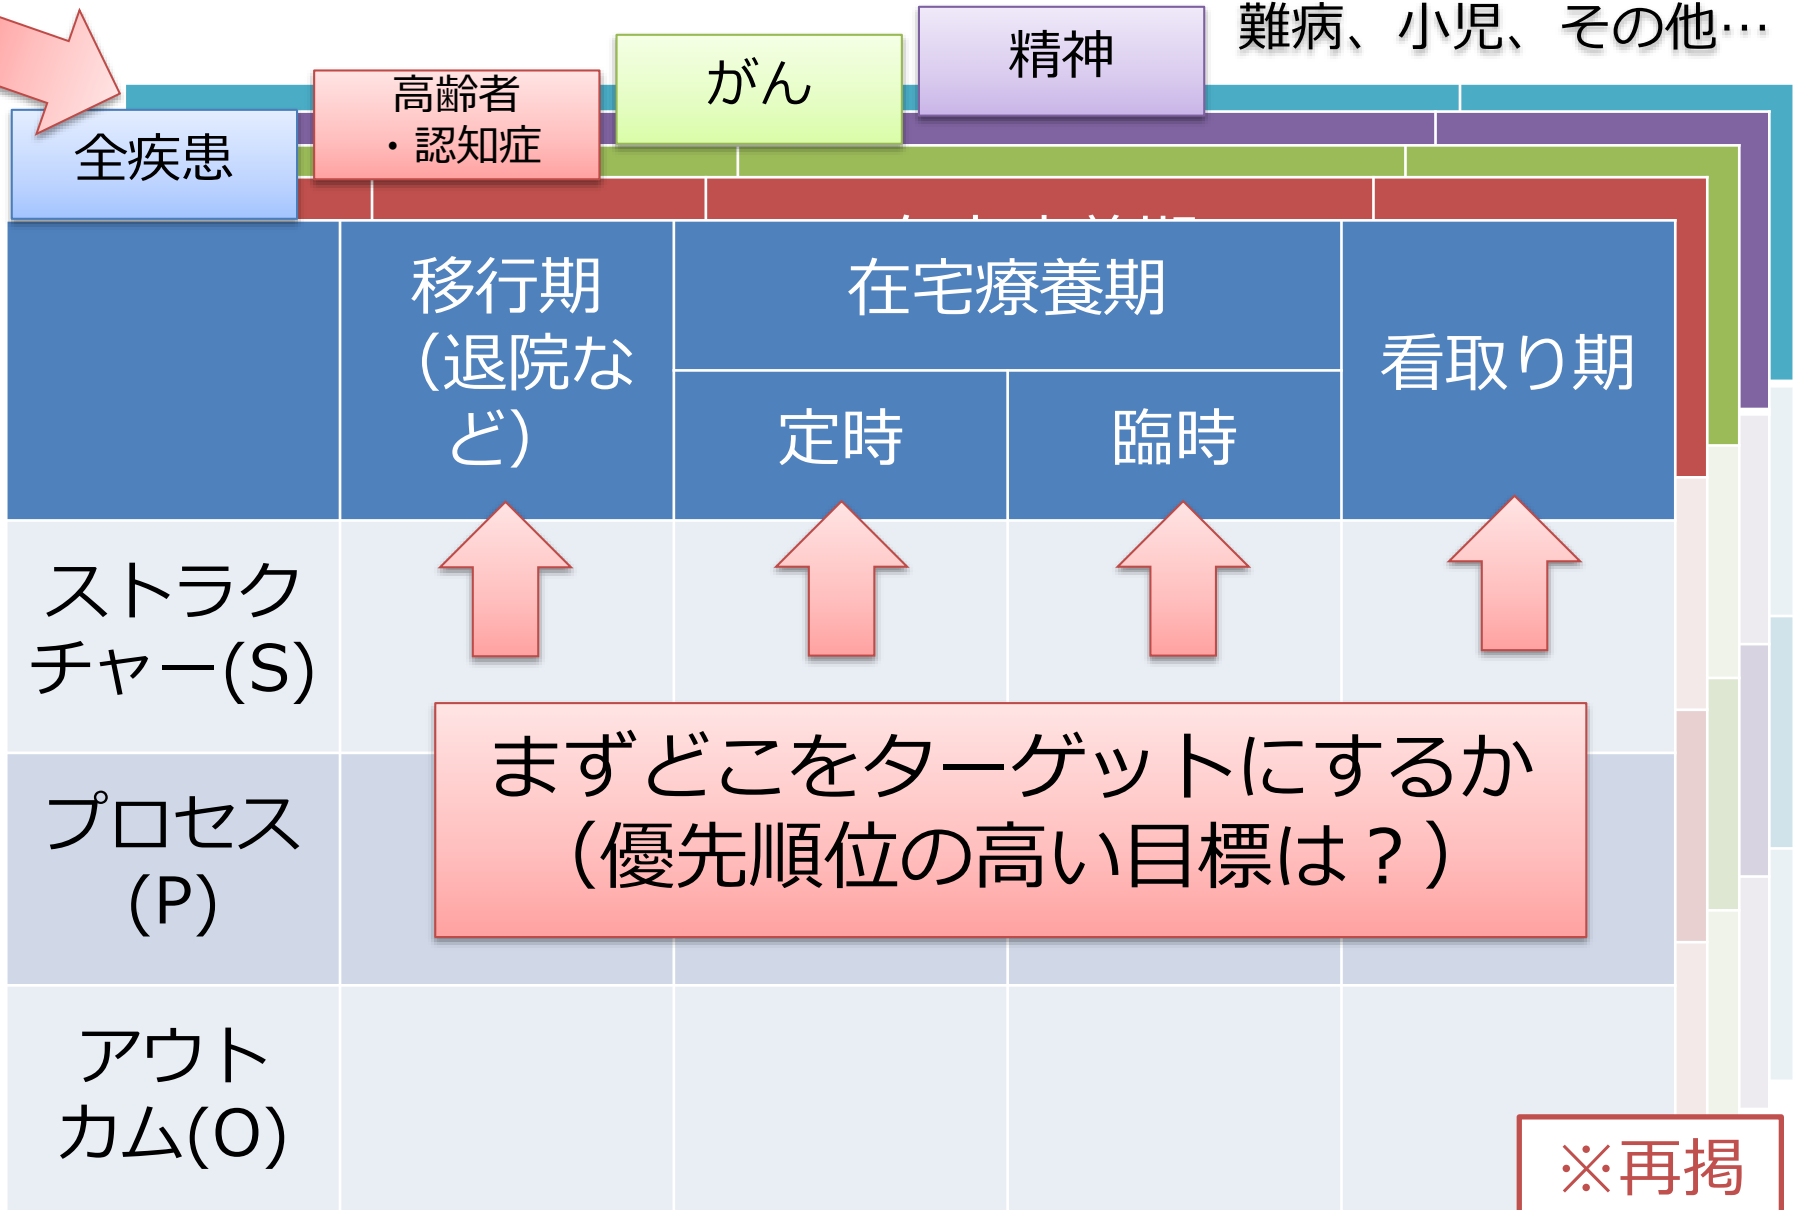 難病、小児、その他…
精神
がん
高齢者
・認知症
全疾患
移行期
（退院な
ど）
在宅療養期
看取り期
定時
臨時
ストラク
チャー(S)
まずどこをターゲットにするか
（優先順位の高い目標は？）
プロセス
(P)
アウト
カム(O)
※再掲